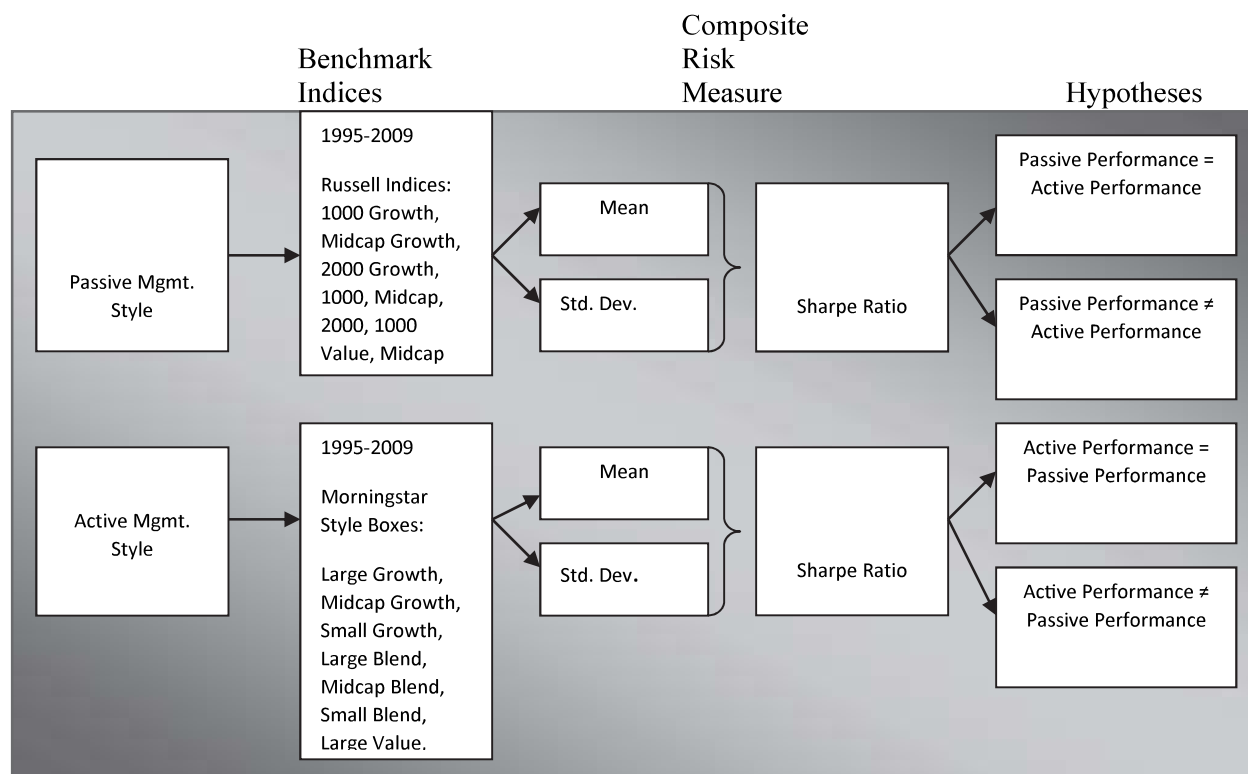 Benchmark
Indices
Composite
Risk
Measure
Hypotheses
Passive Mgmt.
Style
1995-2009
Russell Indices:
1000 Growth,
Midcap Growth,
2000 Growth,
1000, Midcap,
2000, 1000
Value, Midcap
Mean
Std. Dev.
Sharpe Ratio
Passive Performance =
Active Performance
Passive Performance ≠
Active Performance
Active Mgmt.
Style
1995-2009
Morningstar
Style Boxes:
Large Growth,
Midcap Growth,
Small Growth,
Large Blend,
Midcap Blend,
Small Blend,
Large Value,
Mean
Std. Dev.
Sharpe Ratio
Active Performance =
Passive Performance
Active Performance ≠
Passive Performance